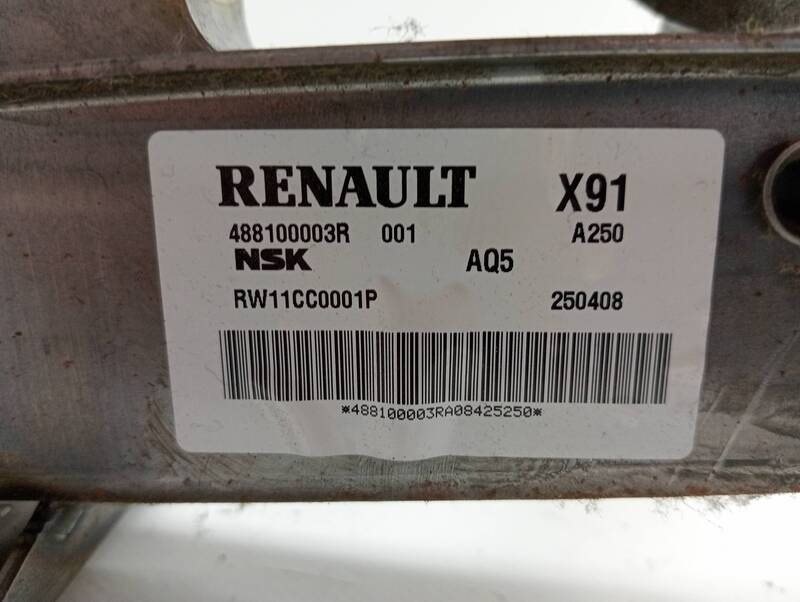 RENAULT X91
488100003R 001 A250
NSK AQ5
RW11CC0001P 250408
*488100003RA08425250*